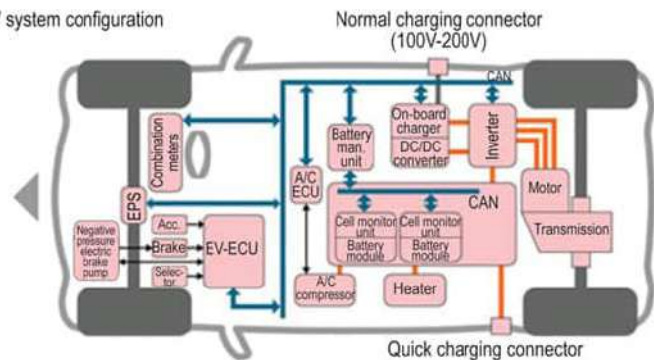 system configuration
Normal charging connector
(100V-200V)
CAN
Combination
meters
Battery
man.
unit
On-board
charger
DC/DC
converter
Inverter
A/C
ECU
CAN
Motor
EPS
Cell monitor
unit
Battery
module
Cell monitor
unit
Battery
module
Transmission
Negative
pressure
electric
brake
pump
Acc.
Brake
Selec-
tor
EV-ECU
A/C
compressor
Heater
Quick charging connector